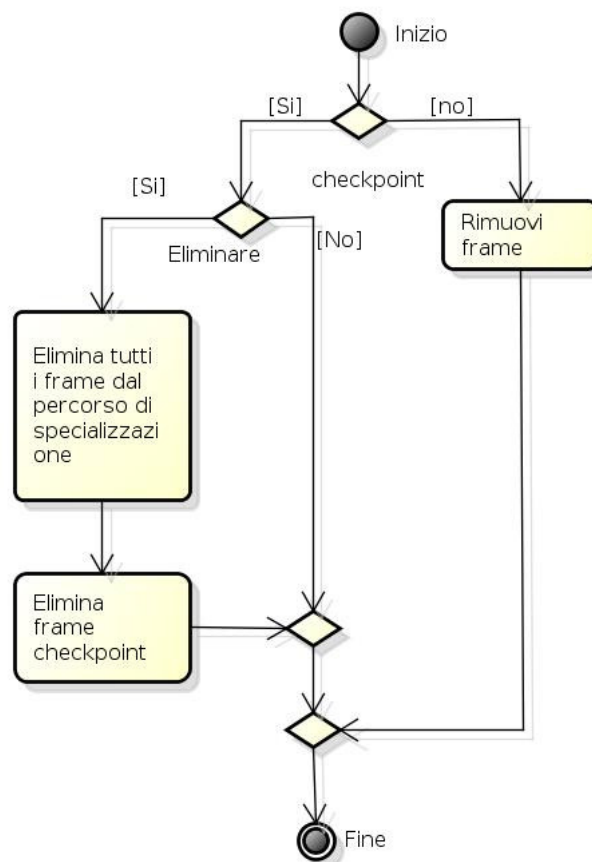 Inizio
[Si]
[no]
checkpoint
[Si]
[No]
Eliminare
Rimuovi
frame
Elimina tutti
i frame dal
percorso di
specializzazi
one
Elimina
frame
checkpoint
Fine